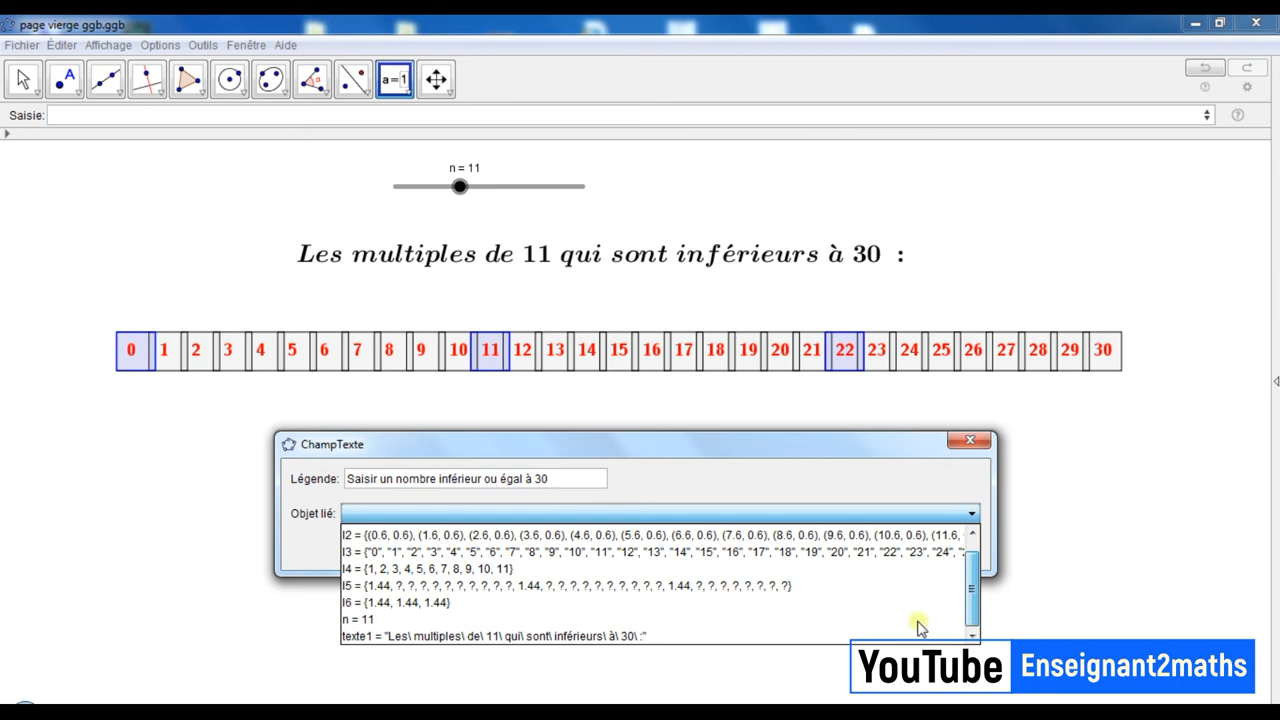 page vierge ggb.ggb
Fichier Éditer Affichage Options Outils Fenêtre Aide
A a=1
Saisie:
n = 11
Les multiples de 11 qui sont inférieurs à 30 :
0 1 2 3 4 5 6 7 8 9 10 11 12 13 14 15 16 17 18 19 20 21 22 23 24 25 26 27 28 29 30
ChampTexte
Légende: Saisir un nombre inférieur ou égal à 30
Objet lié:
l2 = {(0.6, 0.6), (1.6, 0.6), (2.6, 0.6), (3.6, 0.6), (4.6, 0.6), (5.6, 0.6), (6.6, 0.6), (7.6, 0.6), (8.6, 0.6), (9.6, 0.6), (10.6, 0.6), (11.6,
l3 = {"0", "1", "2", "3", "4", "5", "6", "7", "8", "9", "10", "11", "12", "13", "14", "15", "16", "17", "18", "19", "20", "21", "22", "23", "24",
l4 = {1, 2, 3, 4, 5, 6, 7, 8, 9, 10, 11}
l5 = {1.44, ?, ?, ?, ?, ?, ?, ?, ?, ?, ?, 1.44, ?, ?, ?, ?, ?, ?, ?, ?, ?, ?, 1.44, ?, ?, ?, ?, ?, ?, ?, ?}
l6 = {1.44, 1.44, 1.44}
n = 11
texte1 = "Les\ multiples\ de\ 11\ qui\ sont\ inférieurs\ à\ 30\ :"
YouTube Enseignant2maths